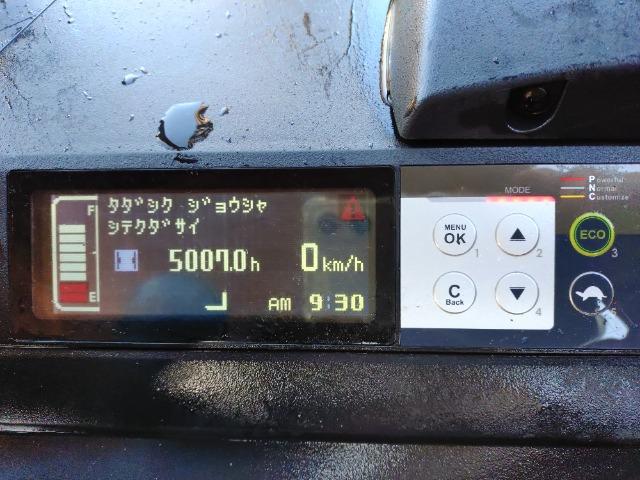 タダシク ジョウシャ
シテクダサイ
F
E
5007.0h
0km/h
AM 9:30
MODE
MENU
OK
1
2
C
Back
4
Powerful
Normal
Customize
ECO
3